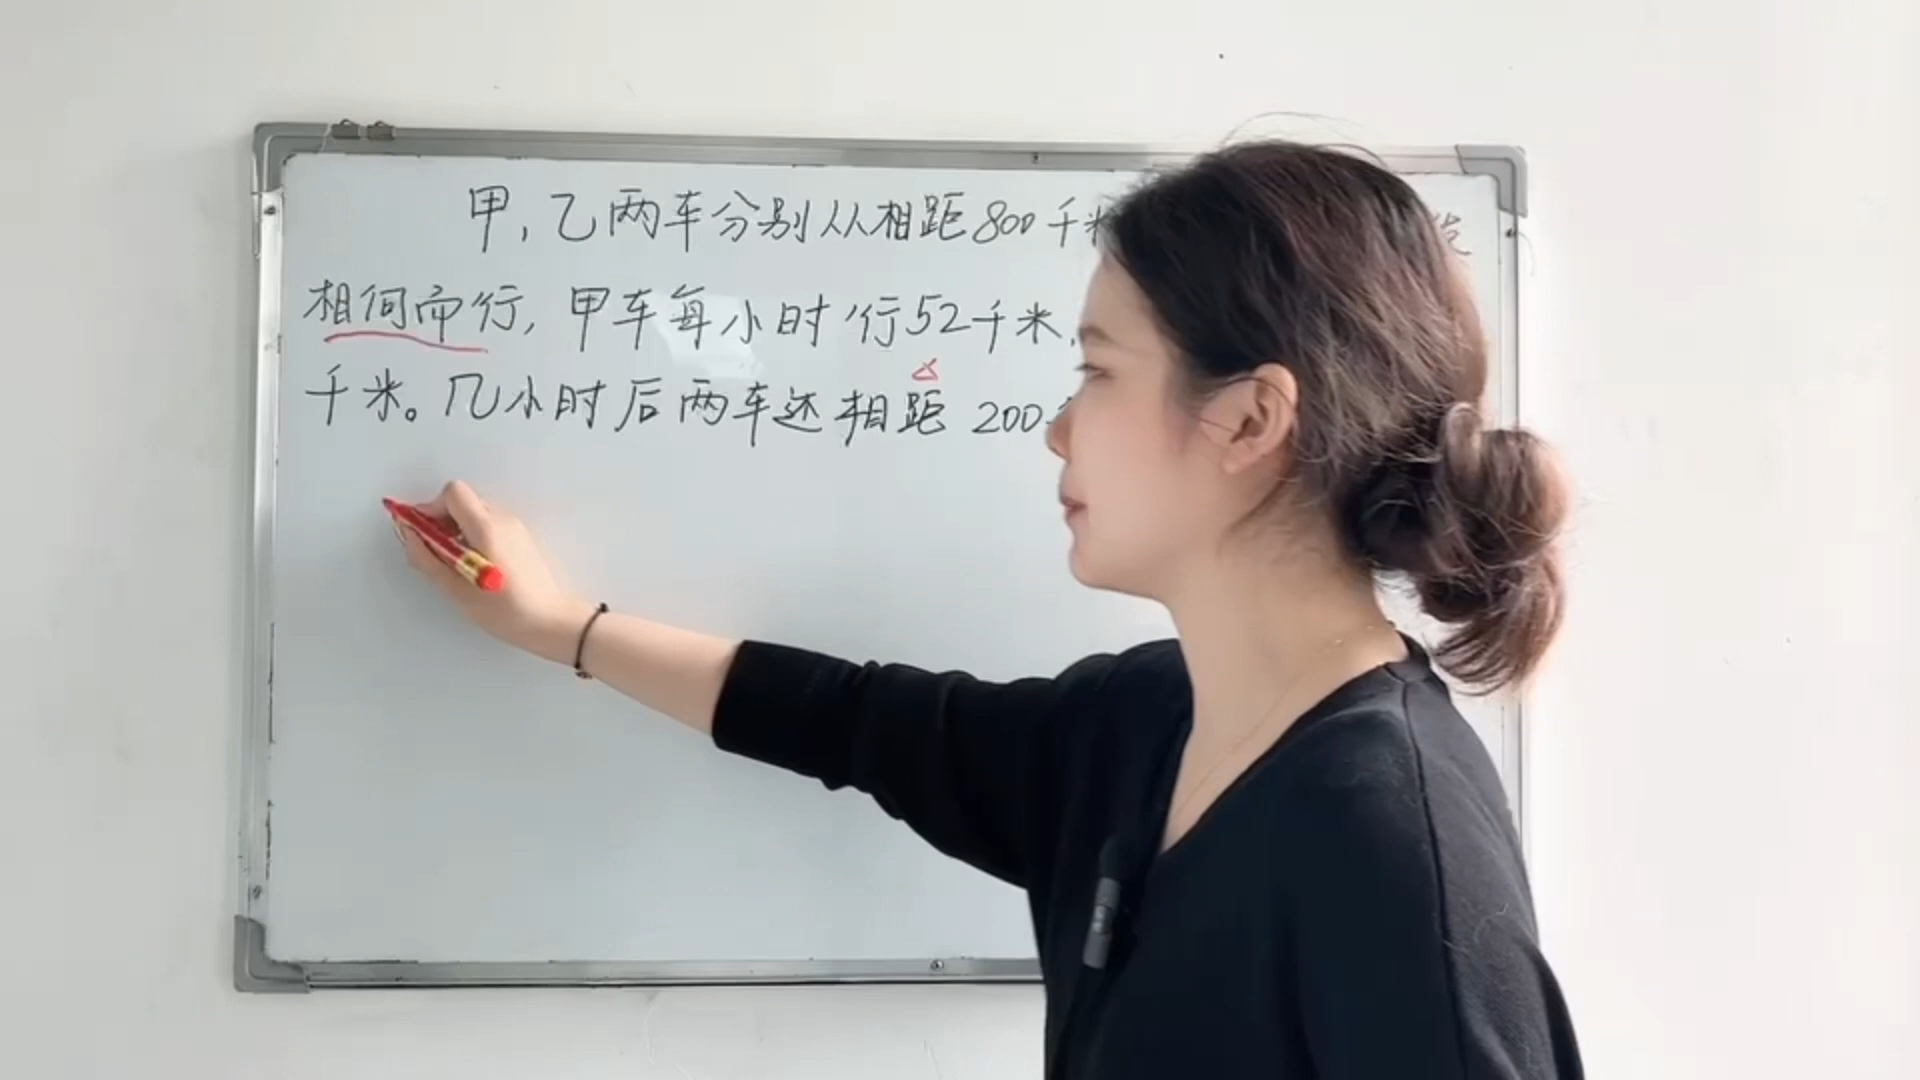 甲，乙两车分别从相距800千米
相向而行，甲车每小时行52千米，
千米。几小时后两车还相距 200